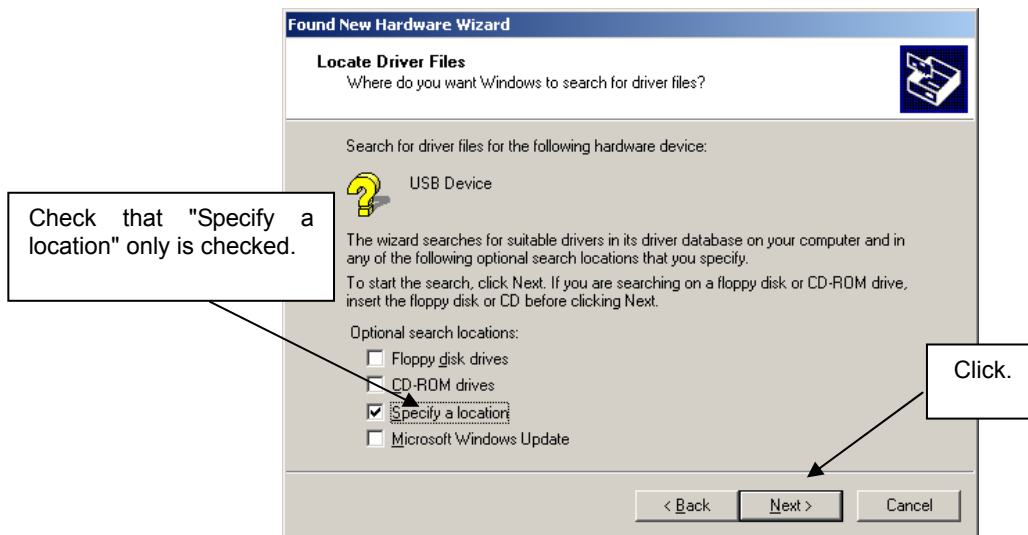 Found New Hardware Wizard
Locate Driver Files
Where do you want Windows to search for driver files?
Search for driver files for the following hardware device:
USB Device
Check that "Specify a
location" only is checked.
The wizard searches for suitable drivers in its driver database on your computer and in
any of the following optional search locations that you specify.
To start the search, click Next. If you are searching on a floppy disk or CD-ROM drive,
insert the floppy disk or CD before clicking Next.
Optional search locations:
Floppy disk drives
CD-ROM drives
Specify a location
Microsoft Windows Update
Click.
< Back Next > Cancel